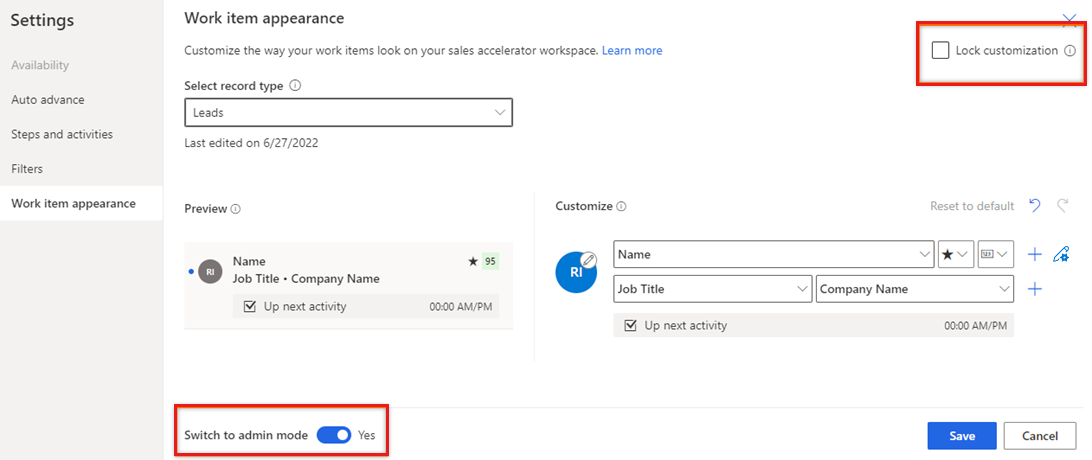 Settings
Availability
Auto advance
Steps and activities
Filters
Work item appearance
Work item appearance
Customize the way your work items look on your sales accelerator workspace. Learn more
Lock customization
Select record type
Leads
Last edited on 6/27/2022
Preview
RI
Name
95
Job Title • Company Name
Up next activity
00:00 AM/PM
Customize
Reset to default
RI
Name
Job Title
Company Name
Up next activity
00:00 AM/PM
Switch to admin mode
Yes
Save
Cancel